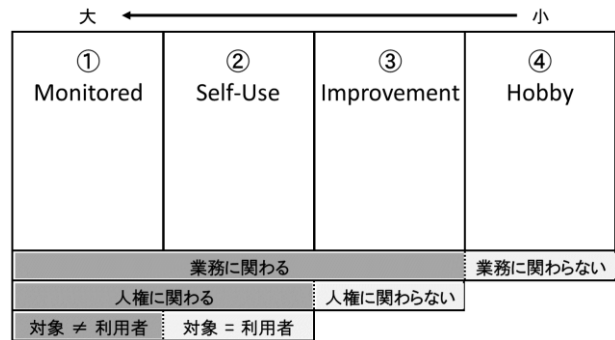 大 小
① ② ③ ④
Monitored Self-Use Improvement Hobby
業務に関わる 業務に関わらない
人権に関わる 人権に関わらない
対象 ≠ 利用者 対象 = 利用者